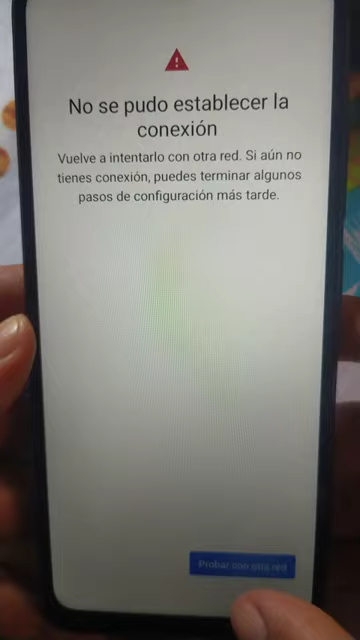 No se pudo establecer la
conexión
Vuelve a intentarlo con otra red. Si aún no
tienes conexión, puedes terminar algunos
pasos de configuración más tarde.
Probar con otra red